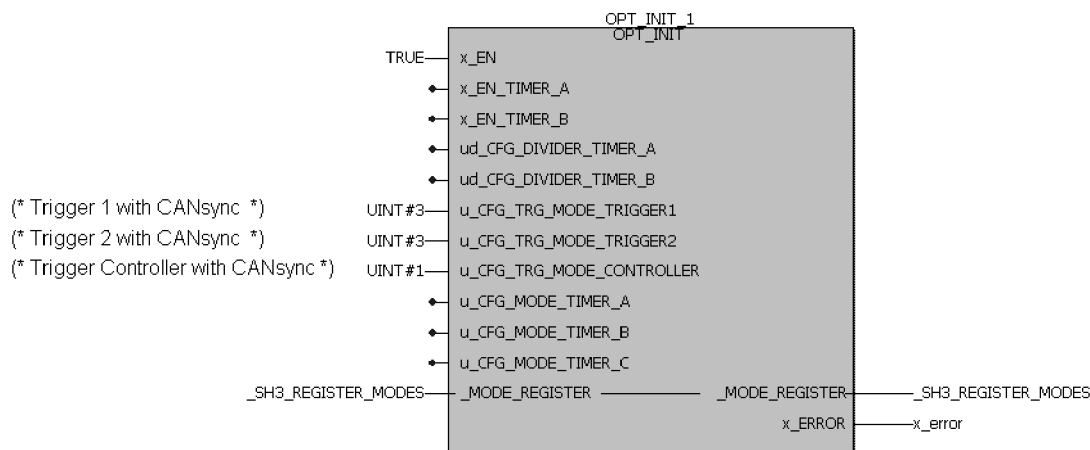 OPT_INIT_1
OPT_INIT
TRUE x_EN
x_EN_TIMER_A
x_EN_TIMER_B
ud_CFG_DIVIDER_TIMER_A
ud_CFG_DIVIDER_TIMER_B
(* Trigger 1 with CANsync *) UINT#3 u_CFG_TRG_MODE_TRIGGER1
(* Trigger 2 with CANsync *) UINT#3 u_CFG_TRG_MODE_TRIGGER2
(* Trigger Controller with CANsync *) UINT#1 u_CFG_TRG_MODE_CONTROLLER
u_CFG_MODE_TIMER_A
u_CFG_MODE_TIMER_B
u_CFG_MODE_TIMER_C
_SH3_REGISTER_MODES _MODE_REGISTER _MODE_REGISTER _SH3_REGISTER_MODES
x_ERROR x_error